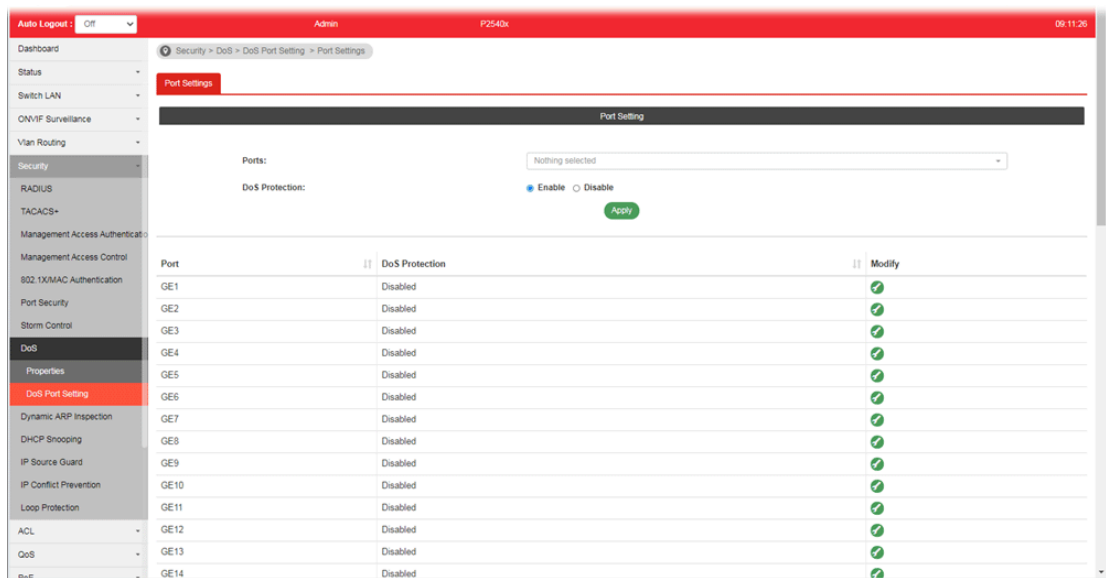 Auto Logout : Off Admin P2540x 09:11:26
Dashboard
Status
Switch LAN
ONVIF Surveillance
Vlan Routing
Security
RADIUS
TACACS+
Management Access Authenticatio
Management Access Control
802.1X/MAC Authentication
Port Security
Storm Control
DoS
Properties
DoS Port Setting
Dynamic ARP Inspection
DHCP Snooping
IP Source Guard
IP Conflict Prevention
Loop Protection
ACL
QoS
PoE
Security > DoS > DoS Port Setting > Port Settings
Port Settings
Port Setting
Ports: Nothing selected
DoS Protection: Enable Disable
Apply
Port DoS Protection Modify
GE1 Disabled
GE2 Disabled
GE3 Disabled
GE4 Disabled
GE5 Disabled
GE6 Disabled
GE7 Disabled
GE8 Disabled
GE9 Disabled
GE10 Disabled
GE11 Disabled
GE12 Disabled
GE13 Disabled
GE14 Disabled